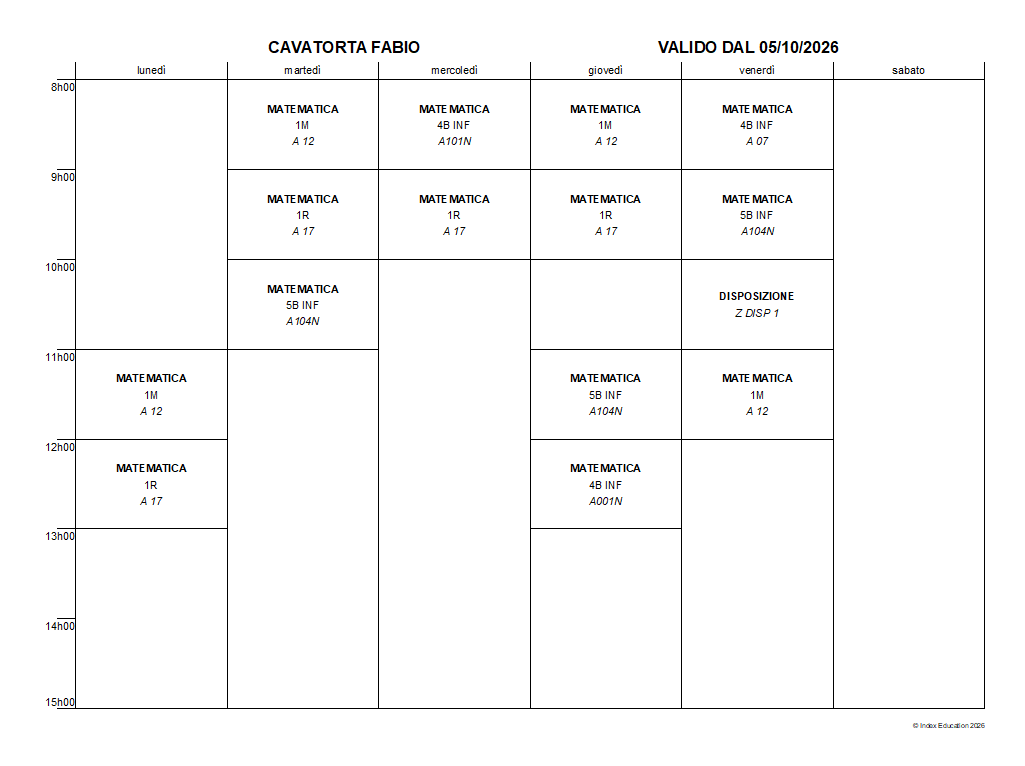 CAVATORTA FABIO VALIDO DAL 05/10/2026
lunedì martedì mercoledì giovedì venerdì sabato
8h00
MATEMATICA MATEMATICA MATEMATICA MATEMATICA
1M 4B INF 1M 4B INF
A 12 A101N A 12 A 07
9h00
MATEMATICA MATEMATICA MATEMATICA MATEMATICA
1R 1R 1R 5B INF
A 17 A 17 A 17 A104N
10h00
MATEMATICA DISPOSIZIONE
5B INF
A104N Z DISP 1
11h00
MATEMATICA MATEMATICA MATEMATICA
1M 5B INF 1M
A 12 A104N A 12
12h00
MATEMATICA MATEMATICA
1R 4B INF
A 17 A001N
13h00
14h00
15h00
© Index Education 2026